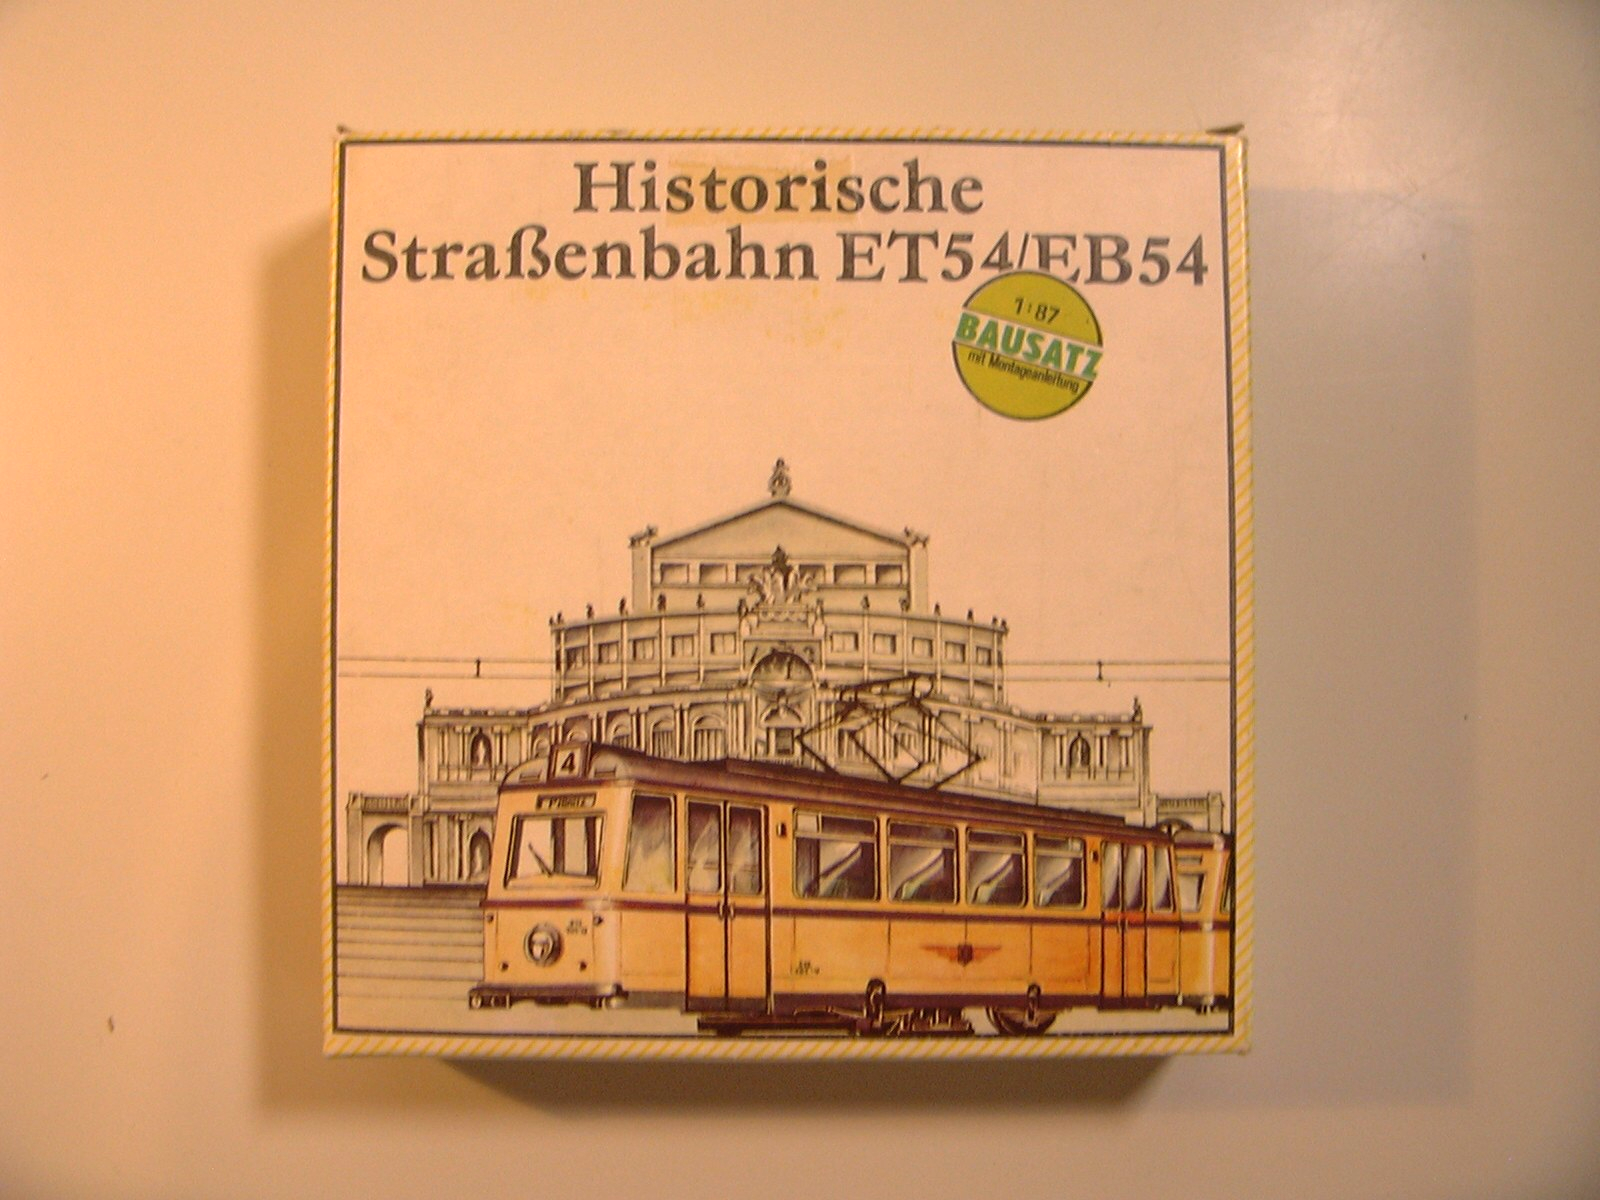 Historische
Straßenbahn ET54/EB54
1:87
BAUSATZ
mit Montageanleitung
4